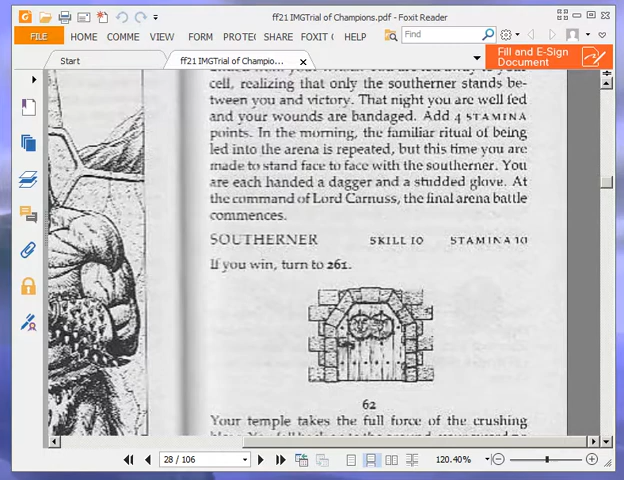 ff21 IMGTrial of Champions.pdf - Foxit Reader
FILE HOME COMME VIEW FORM PROTEC SHARE FOXIT C HELP Find
Start ff21 IMGTrial of Champio... Fill and E-Sign
Document
cell, realizing that only the southerner stands be-
tween you and victory. That night you are well fed
and your wounds are bandaged. Add 4 STAMINA
points. In the morning, the familiar ritual of being
led into the arena is repeated, but this time you are
made to stand face to face with the southerner. You
are each handed a dagger and a studded glove. At
the command of Lord Carnuss, the final arena battle
commences.
SOUTHERNER SKILL 10 STAMINA 10
If you win, turn to 261.
62
Your temple takes the full force of the crushing
28 / 106 120.40%